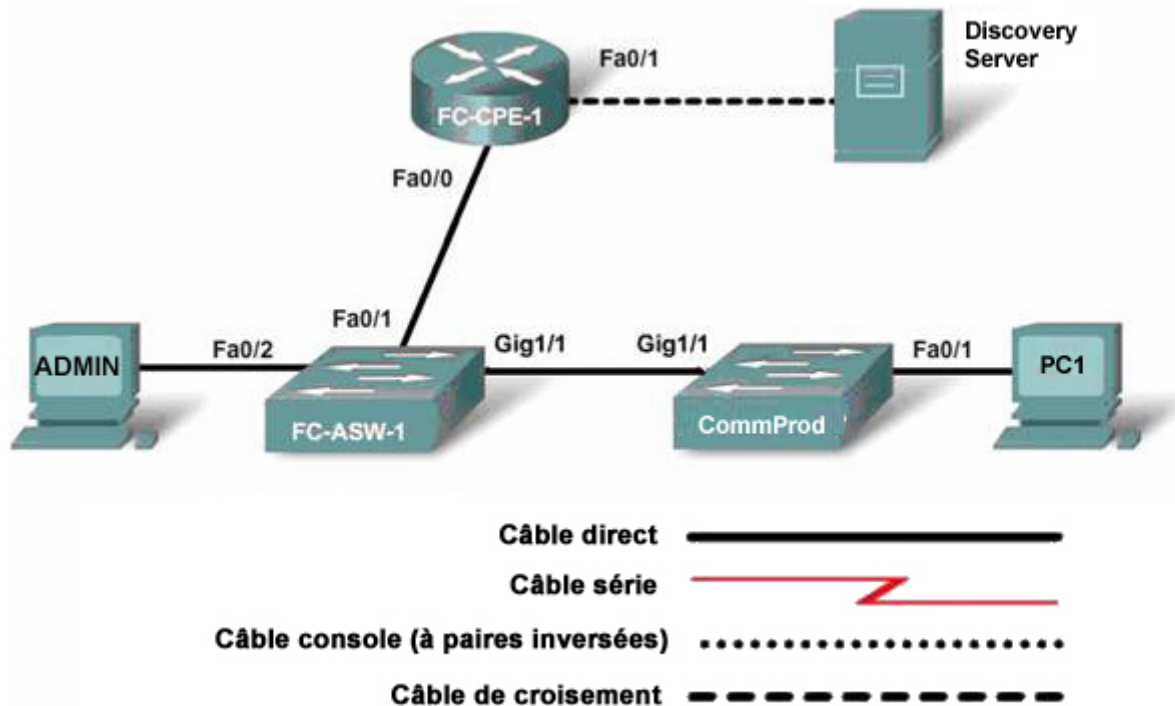 Discovery
Server
Fa0/1
FC-CPE-1
Fa0/0
Fa0/1
Gig1/1
Gig1/1
Fa0/1
Fa0/2
ADMIN
PC1
FC-ASW-1
CommProd
Câble direct
Câble série
Câble console (à paires inversées)
Câble de croisement